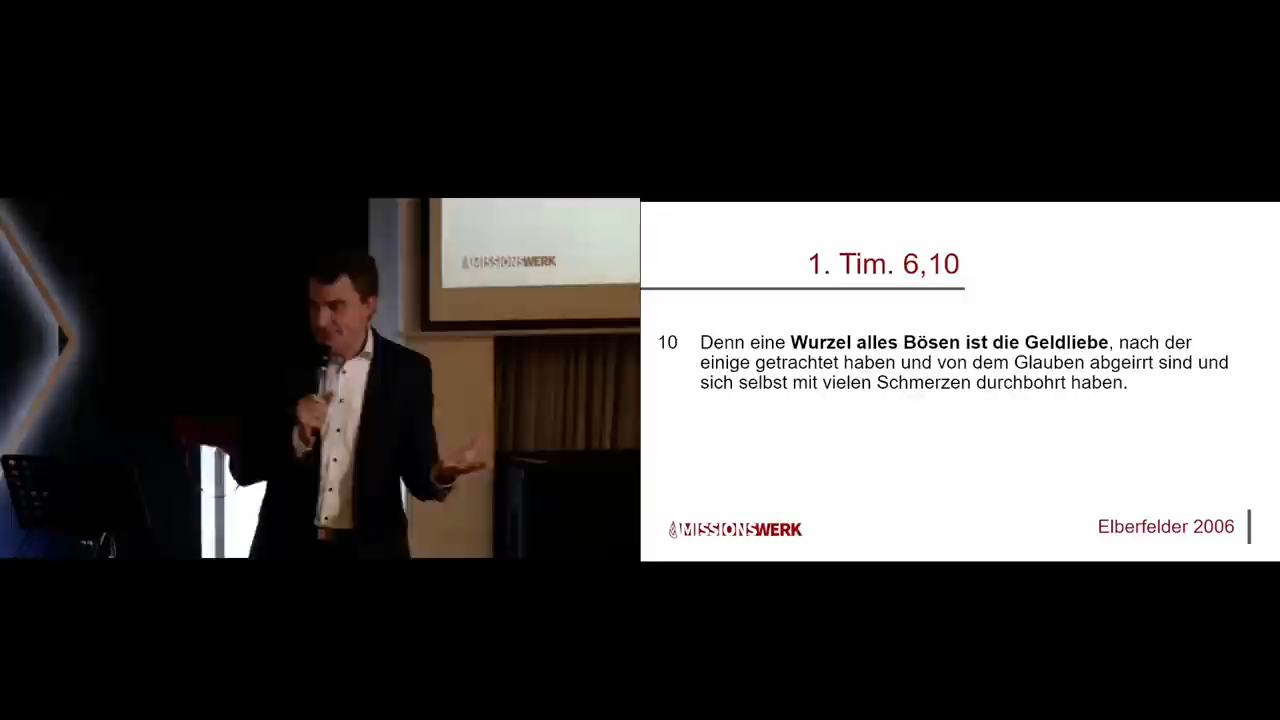 MISSIONSWERK
1. Tim. 6,10
10 Denn eine Wurzel alles Bösen ist die Geldliebe, nach der
einige getrachtet haben und von dem Glauben abgeirrt sind und
sich selbst mit vielen Schmerzen durchbohrt haben.
MISSIONSWERK
Elberfelder 2006